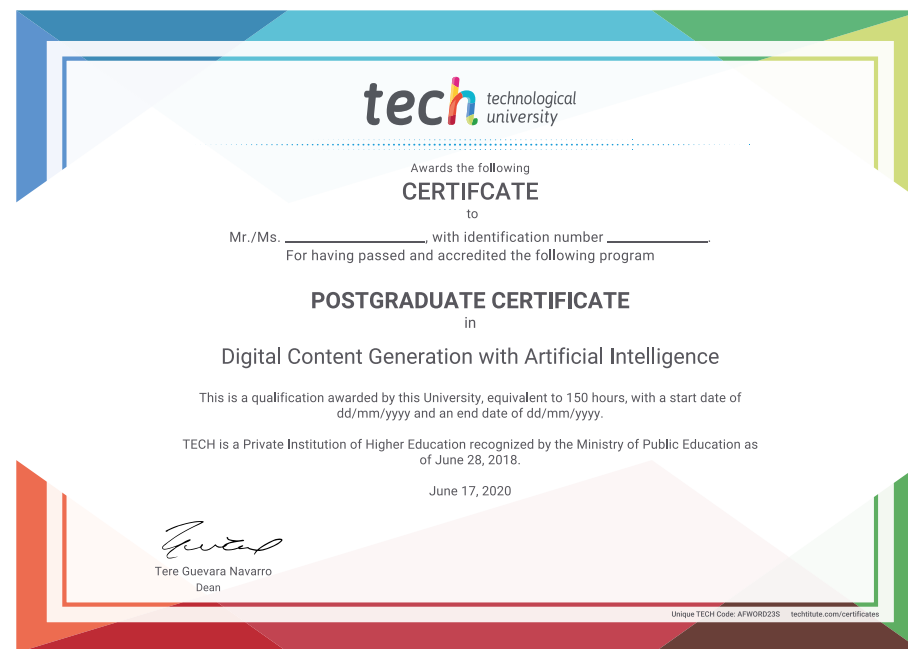 tech technological
university
Awards the following
CERTIFCATE
to
Mr./Ms. ____________________, with identification number ______________.
For having passed and accredited the following program
POSTGRADUATE CERTIFICATE
in
Digital Content Generation with Artificial Intelligence
This is a qualification awarded by this University, equivalent to 150 hours, with a start date of
dd/mm/yyyy and an end date of dd/mm/yyyy.
TECH is a Private Institution of Higher Education recognized by the Ministry of Public Education as
of June 28, 2018.
June 17, 2020
Tere Guevara Navarro
Dean
Unique TECH Code: AFWORD23S techtitute.com/certificates